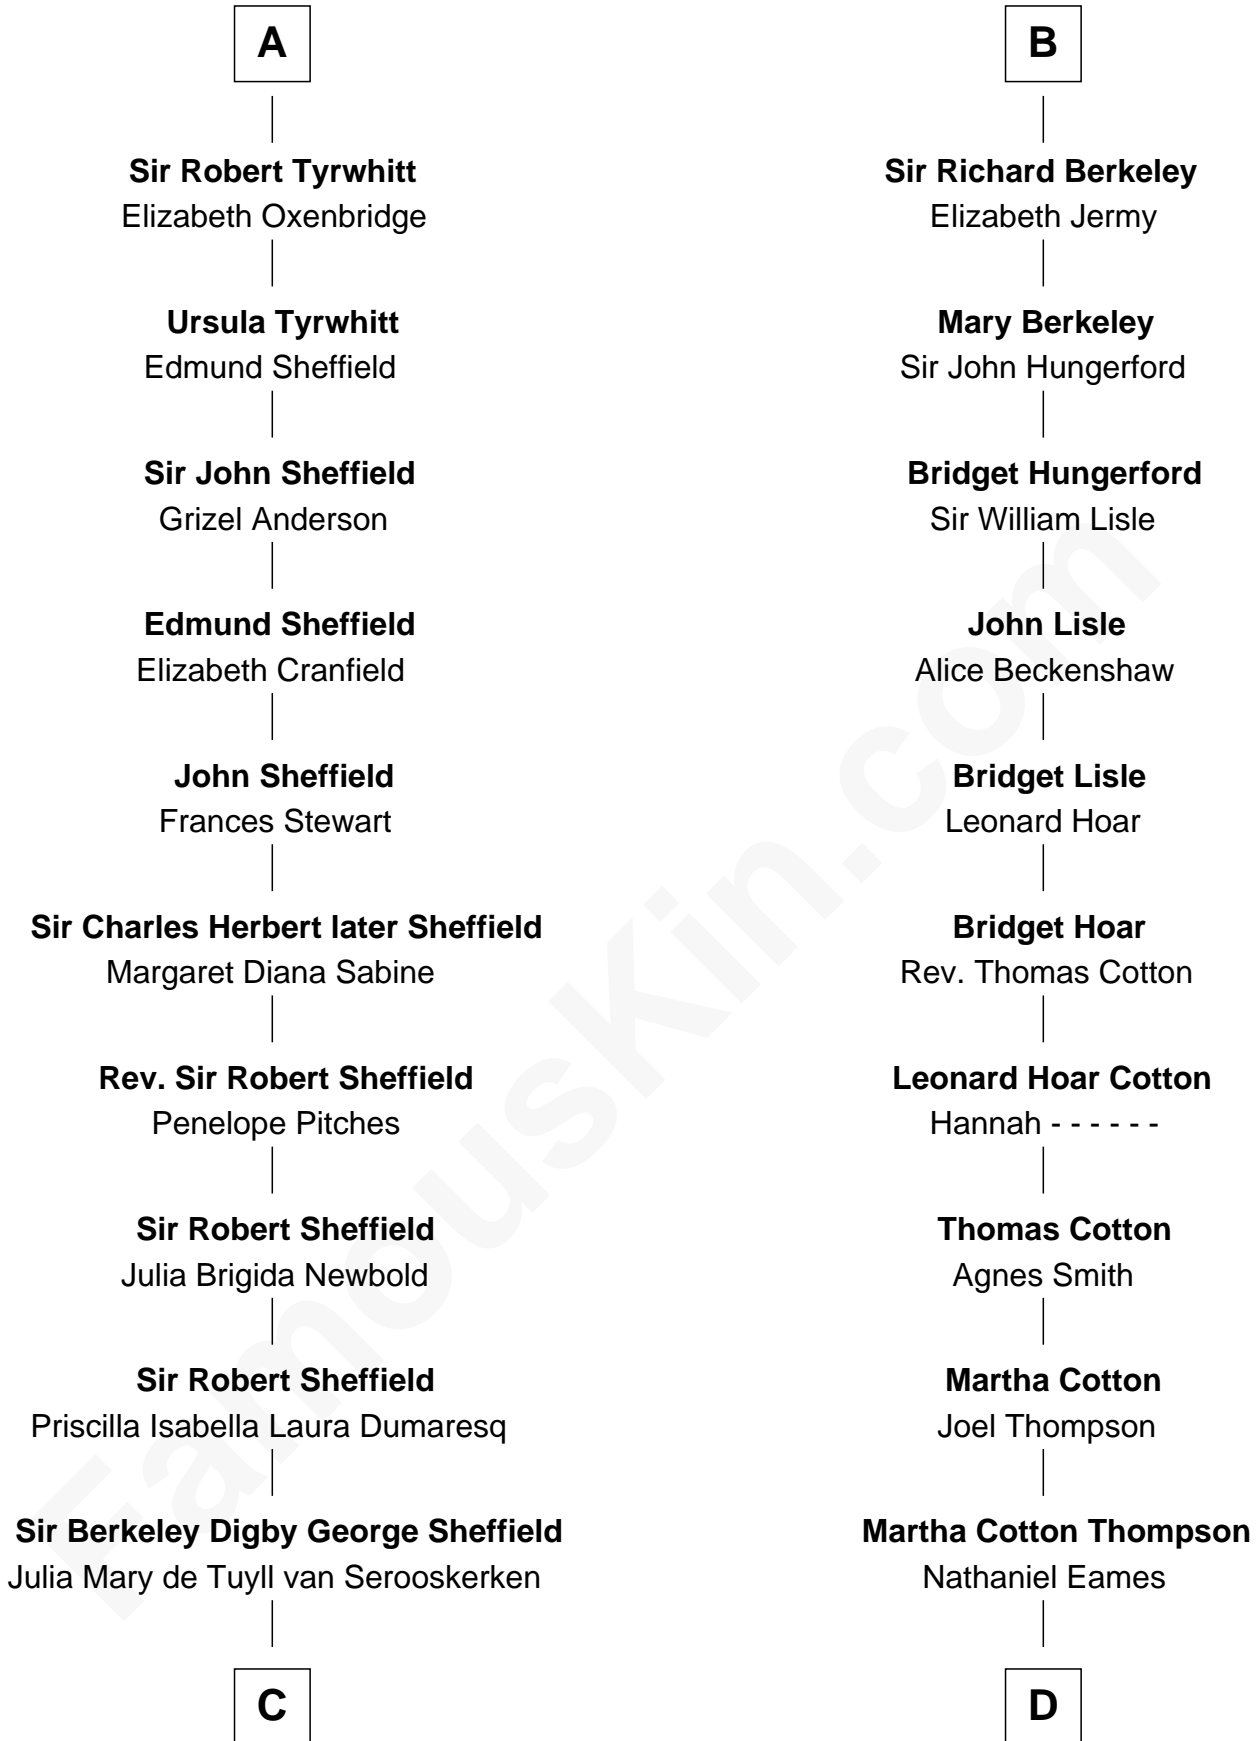 A
Sir Robert Tyrwhitt
Elizabeth Oxenbridge
Ursula Tyrwhitt
Edmund Sheffield
Sir John Sheffield
Grizel Anderson
Edmund Sheffield
Elizabeth Cranfield
John Sheffield
Frances Stewart
Sir Charles Herbert later Sheffield
Margaret Diana Sabine
Rev. Sir Robert Sheffield
Penelope Pitches
Sir Robert Sheffield
Julia Brigida Newbold
Sir Robert Sheffield
Priscilla Isabella Laura Dumaresq
Sir Berkeley Digby George Sheffield
Julia Mary de Tuyll van Serooskerken
C
B
Sir Richard Berkeley
Elizabeth Jermy
Mary Berkeley
Sir John Hungerford
Bridget Hungerford
Sir William Lisle
John Lisle
Alice Beckenshaw
Bridget Lisle
Leonard Hoar
Bridget Hoar
Rev. Thomas Cotton
Leonard Hoar Cotton
Hannah - - - - - -
Thomas Cotton
Agnes Smith
Martha Cotton
Joel Thompson
Martha Cotton Thompson
Nathaniel Eames
D
FamousKin.com